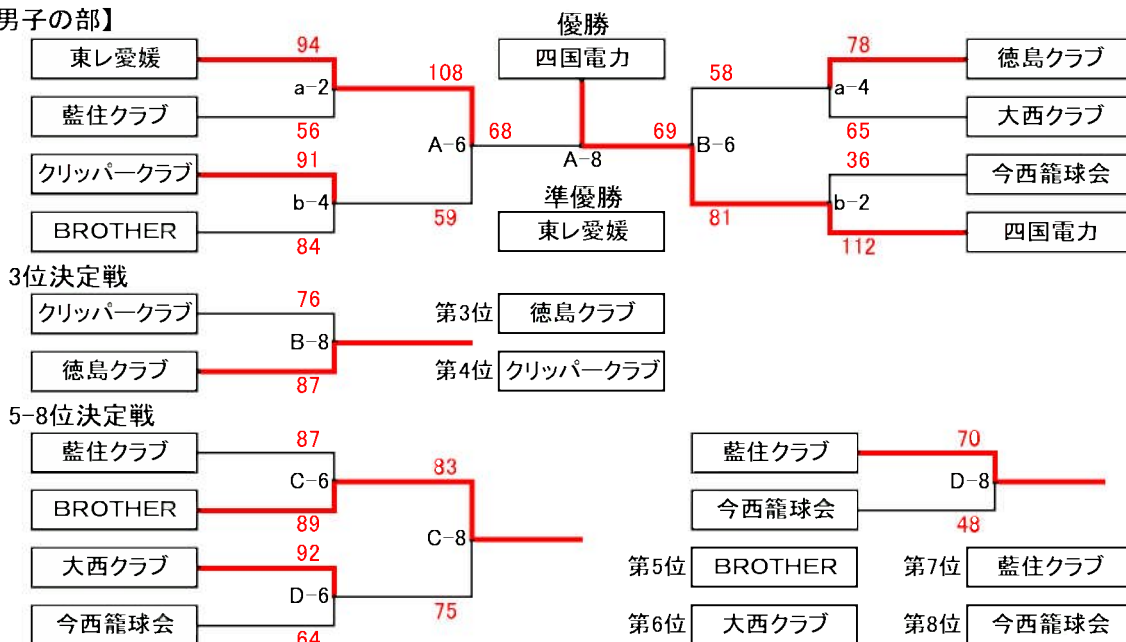 男子の部】
優勝
東レ愛媛 94 四国電力 78 徳島クラブ
108 58
a-2 a-4
藍住クラブ 56 65 大西クラブ
A-6 68 69 B-6
A-8
クリッパークラブ 91 36 今西籠球会
b-4 準優勝 b-2
59 81
BROTHER 84 東レ愛媛 112 四国電力
3位決定戦
クリッパークラブ 76 第3位 徳島クラブ
B-8
徳島クラブ 87 第4位 クリッパークラブ
5-8位決定戦
藍住クラブ 87 藍住クラブ 70
C-6 83 D-8
BROTHER 89 今西籠球会 48
C-8
大西クラブ 92 第5位 BROTHER 第7位 藍住クラブ
D-6 75
今西籠球会 64 第6位 大西クラブ 第8位 今西籠球会